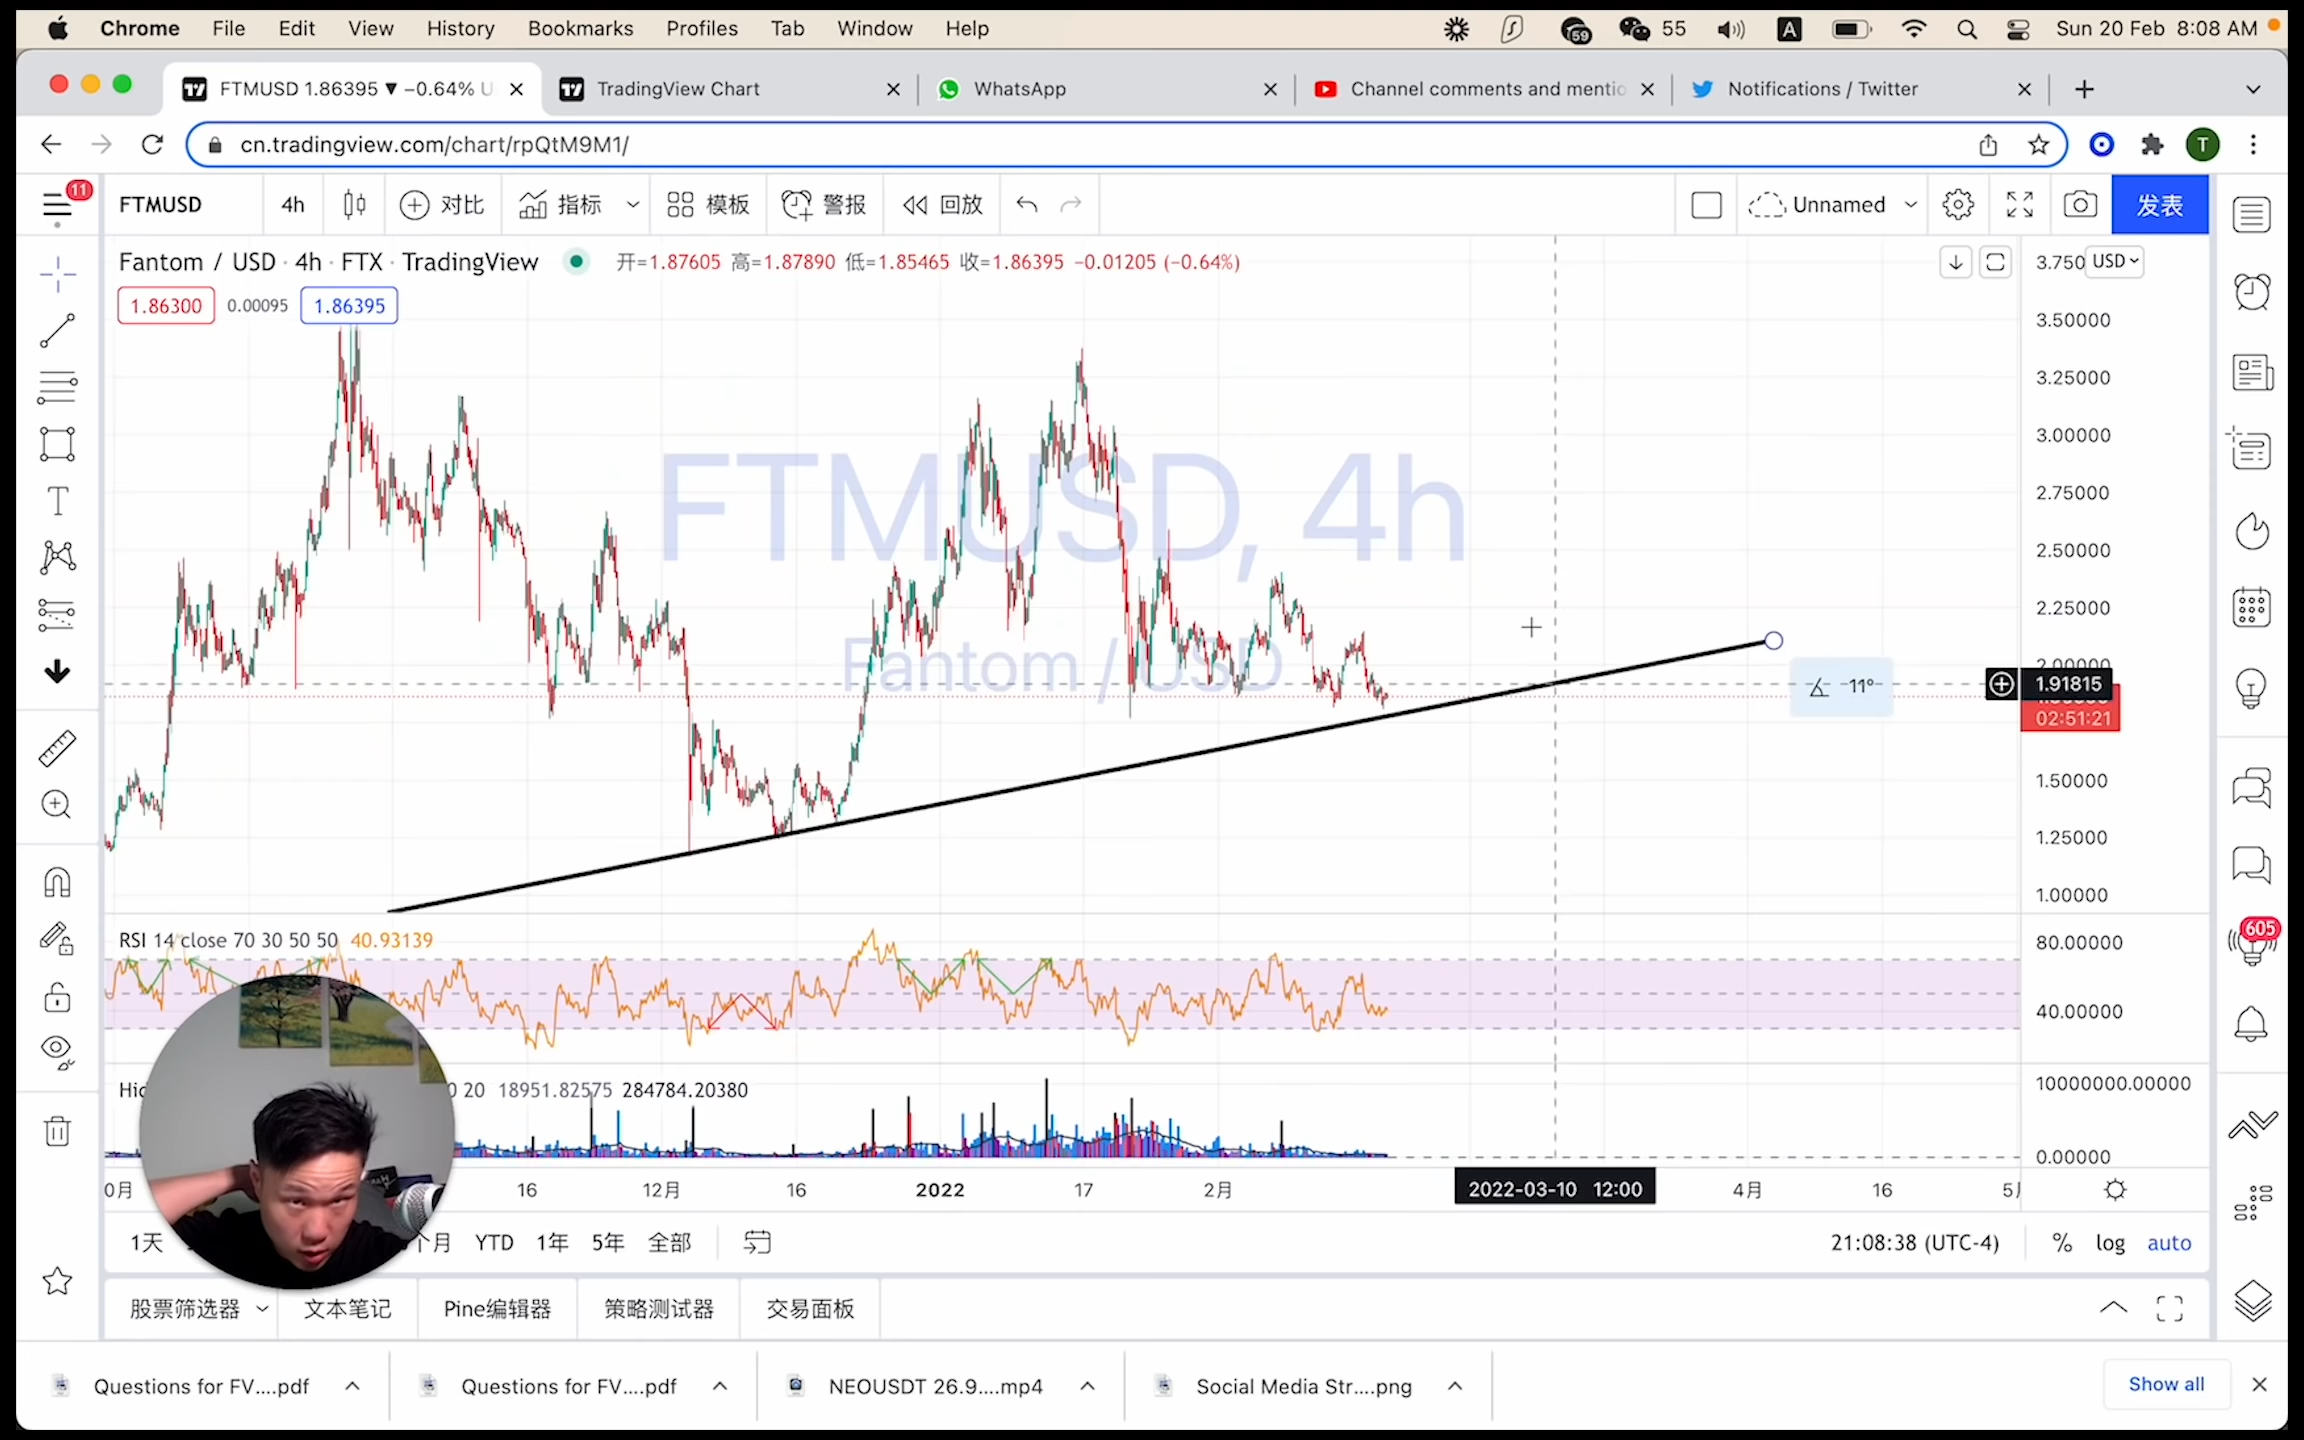 Chrome File Edit View History Bookmarks Profiles Tab Window Help 59 55 A Sun 20 Feb 8:08 AM
FTMUSD 1.86395 ▼ −0.64% U TradingView Chart WhatsApp Channel comments and mentio Notifications / Twitter
cn.tradingview.com/chart/rpQtM9M1/ T
11 FTMUSD 4h 对比 指标 模板 警报 回放 Unnamed 发表
Fantom / USD · 4h · FTX · TradingView 开=1.87605 高=1.87890 低=1.85465 收=1.86395 −0.01205 (−0.64%)
1.86300 0.00095 1.86395
3.750 USD
3.50000
3.25000
3.00000
2.75000
2.50000
2.25000
2.00000
1.91815
02:51:21
1.50000
1.25000
1.00000
FTMUSD, 4h
Fantom / USD
11°
RSI 14 close 70 30 50 50 40.93139
80.00000
40.00000
605
20 18951.82575 284784.20380
10000000.00000
0.00000
0月 16 12月 16 2022 17 2月 2022-03-10 12:00 4月 16
1天 个月 YTD 1年 5年 全部 21:08:38 (UTC-4) % log auto
股票筛选器 文本笔记 Pine编辑器 策略测试器 交易面板
Questions for FV....pdf Questions for FV....pdf NEOUSDT 26.9....mp4 Social Media Str....png Show all